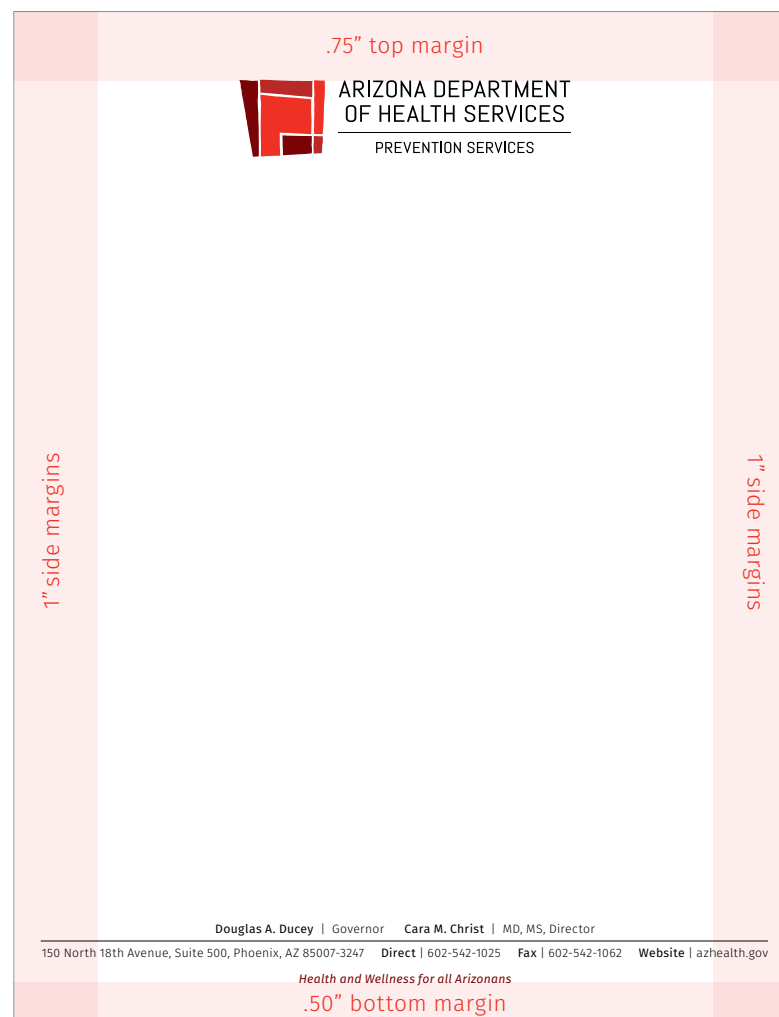 .75” top margin
ARIZONA DEPARTMENT
OF HEALTH SERVICES
PREVENTION SERVICES
1” side margins
1” side margins
Douglas A. Ducey | Governor Cara M. Christ | MD, MS, Director
150 North 18th Avenue, Suite 500, Phoenix, AZ 85007-3247 Direct | 602-542-1025 Fax | 602-542-1062 Website | azhealth.gov
Health and Wellness for all Arizonans
.50” bottom margin